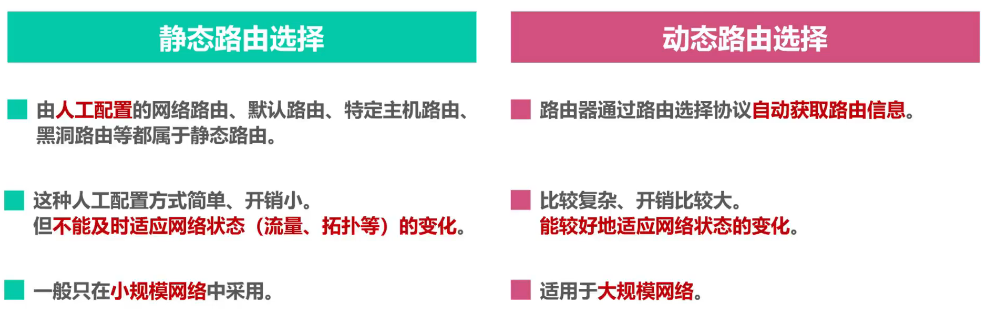 静态路由选择
由人工配置的网络路由、默认路由、特定主机路由、
黑洞路由等都属于静态路由。
这种人工配置方式简单、开销小。
但不能及时适应网络状态（流量、拓扑等）的变化。
一般只在小规模网络中采用。
动态路由选择
路由器通过路由选择协议自动获取路由信息。
比较复杂、开销比较大。
能较好地适应网络状态的变化。
适用于大规模网络。